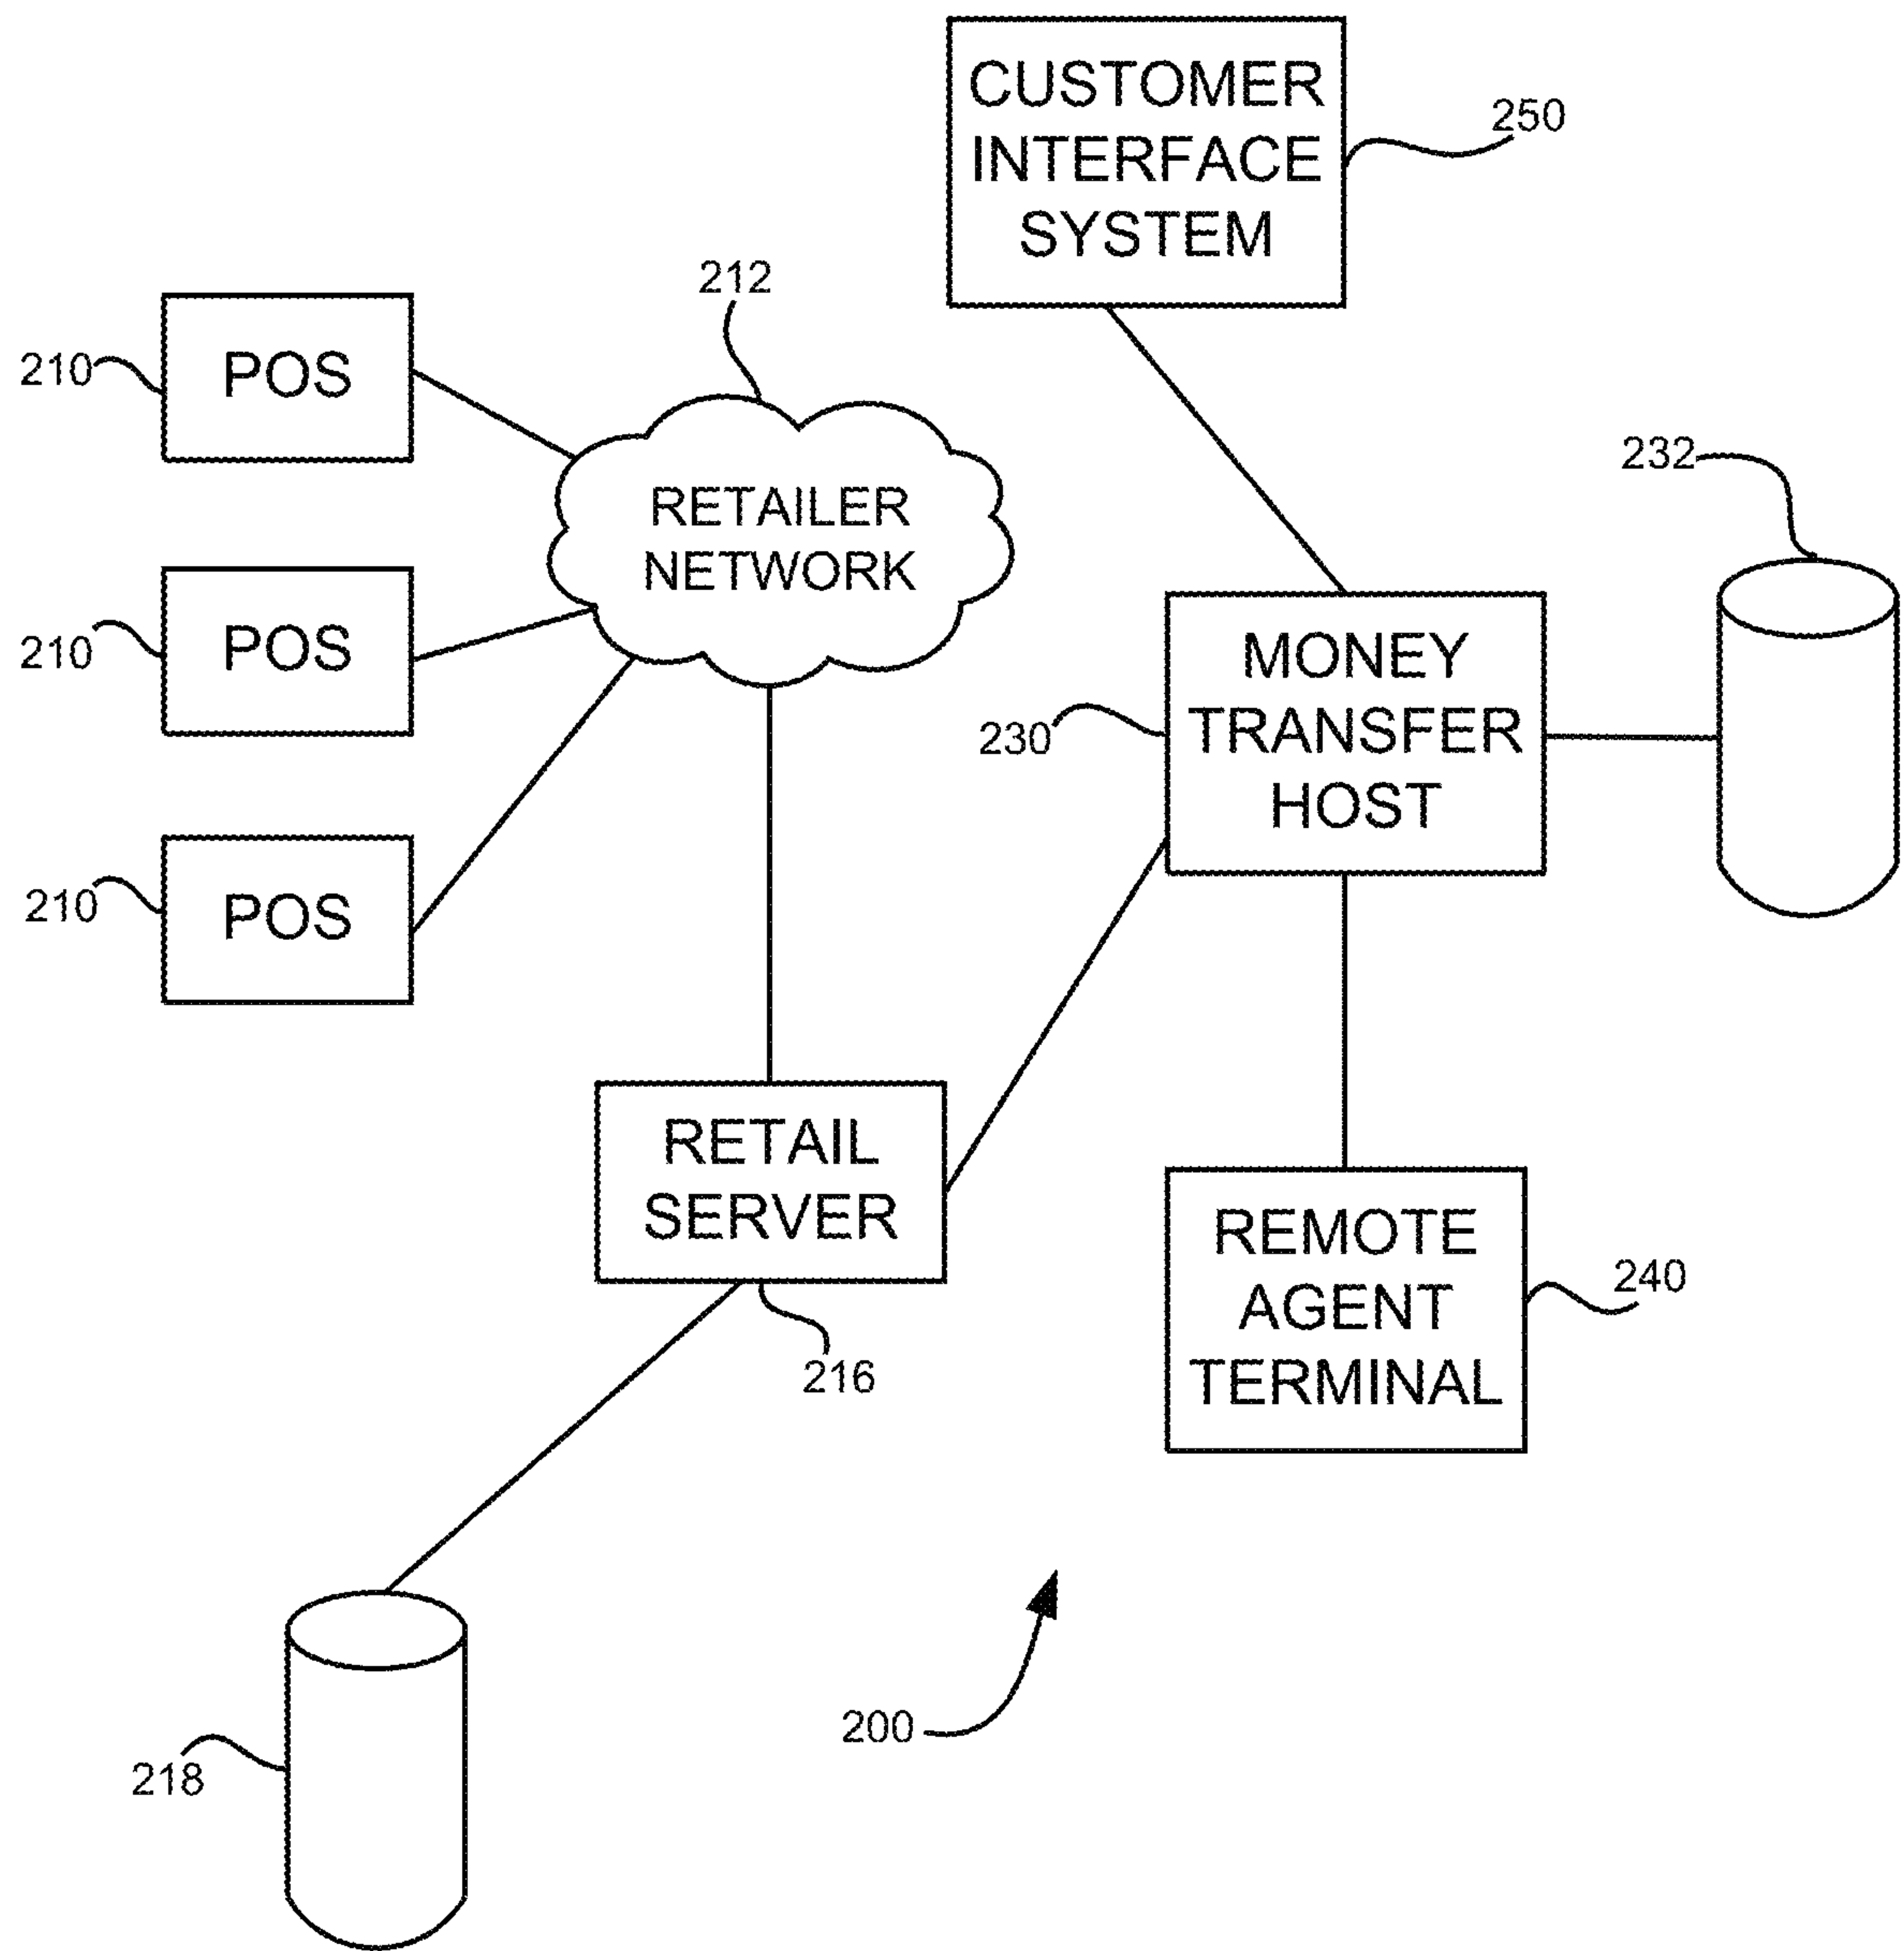 CUSTOMER
INTERFACE
SYSTEM
250
212
210
POS
RETAILER
NETWORK
232
210
POS
MONEY
TRANSFER
HOST
230
210
POS
RETAIL
SERVER
216
REMOTE
AGENT
TERMINAL
240
200
218